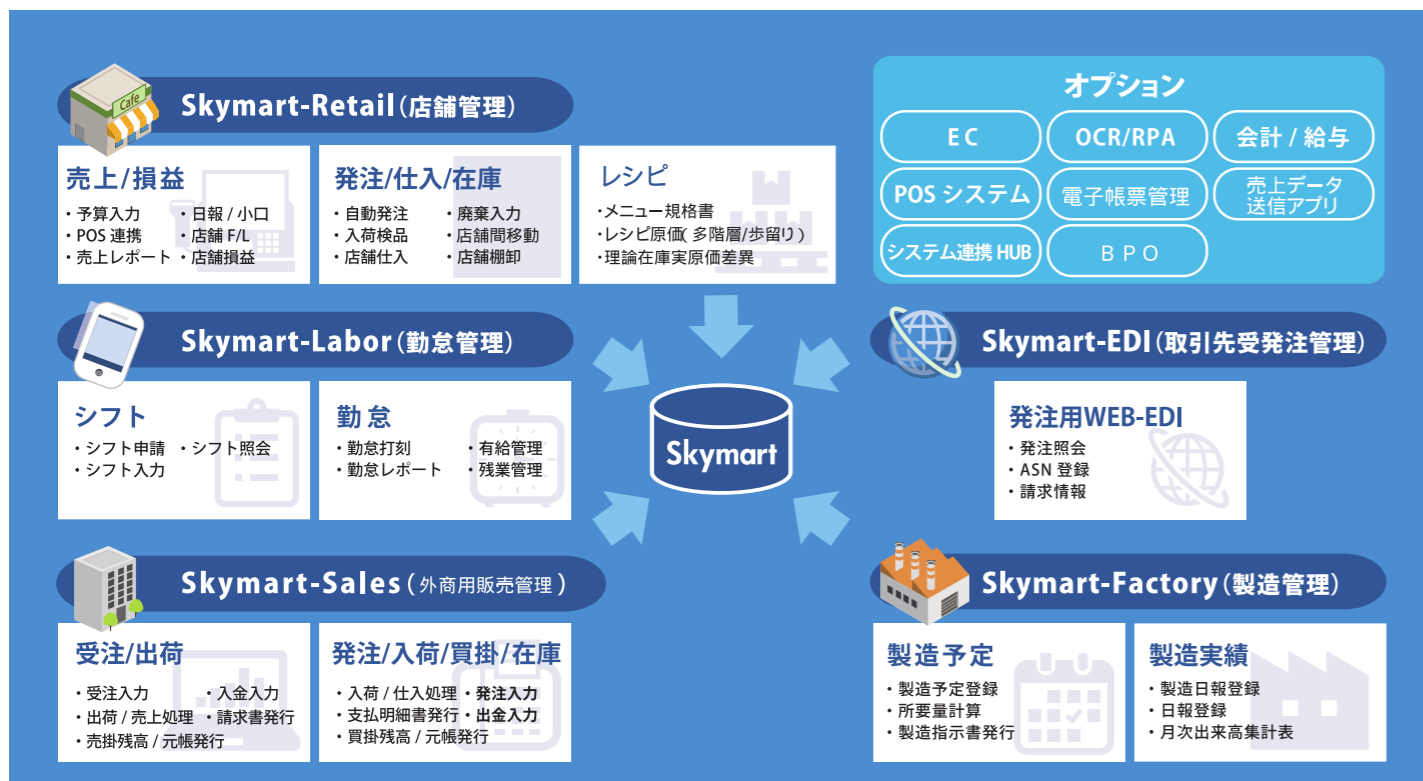 Cafe
Skymart-Retail(店舗管理)
売上/損益
・予算入力 ・日報 / 小口
・POS 連携 ・店舗 F/L
・売上レポート ・店舗損益
発注/仕入/在庫
・自動発注 ・廃棄入力
・入荷検品 ・店舗間移動
・店舗仕入 ・店舗棚卸
レシピ
・メニュー規格書
・レシピ原価( 多階層/歩留り )
・理論在庫実原価差異
オプション
EC OCR/RPA 会計 / 給与
POS システム 電子帳票管理 売上データ
送信アプリ
システム連携 HUB BPO
Skymart-Labor(勤怠管理)
シフト
・シフト申請 ・シフト照会
・シフト入力
勤怠
・勤怠打刻 ・有給管理
・勤怠レポート ・残業管理
Skymart
Skymart-EDI(取引先受発注管理)
発注用WEB-EDI
・発注照会
・ASN 登録
・請求情報
Skymart-Sales(外商用販売管理)
受注/出荷
・受注入力 ・入金入力
・出荷 / 売上処理 ・請求書発行
・売掛残高 / 元帳発行
発注/入荷/買掛/在庫
・入荷 / 仕入処理 ・発注入力
・支払明細書発行 ・出金入力
・買掛残高 / 元帳発行
Skymart-Factory(製造管理)
製造予定
・製造予定登録
・所要量計算
・製造指示書発行
製造実績
・製造日報登録
・日報登録
・月次出来高集計表